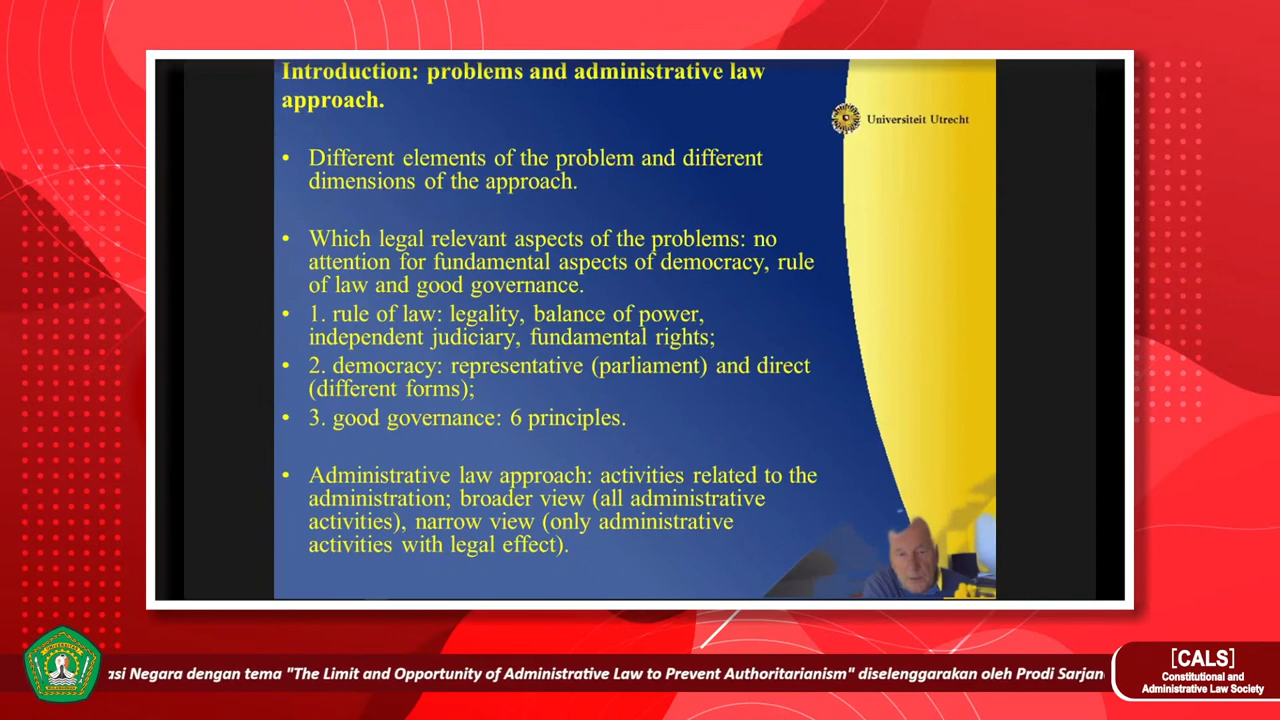 Introduction: problems and administrative law
approach.
Universiteit Utrecht
• Different elements of the problem and different
dimensions of the approach.
• Which legal relevant aspects of the problems: no
attention for fundamental aspects of democracy, rule
of law and good governance.
• 1. rule of law: legality, balance of power,
independent judiciary, fundamental rights;
• 2. democracy: representative (parliament) and direct
(different forms);
• 3. good governance: 6 principles.
• Administrative law approach: activities related to the
administration; broader view (all administrative
activities), narrow view (only administrative
activities with legal effect).
asi Negara dengan tema "The Limit and Opportunity of Administrative Law to Prevent Authoritarianism" diselenggarakan oleh Prodi Sarjan
[CALS]
Constitutional and
Administrative Law Society